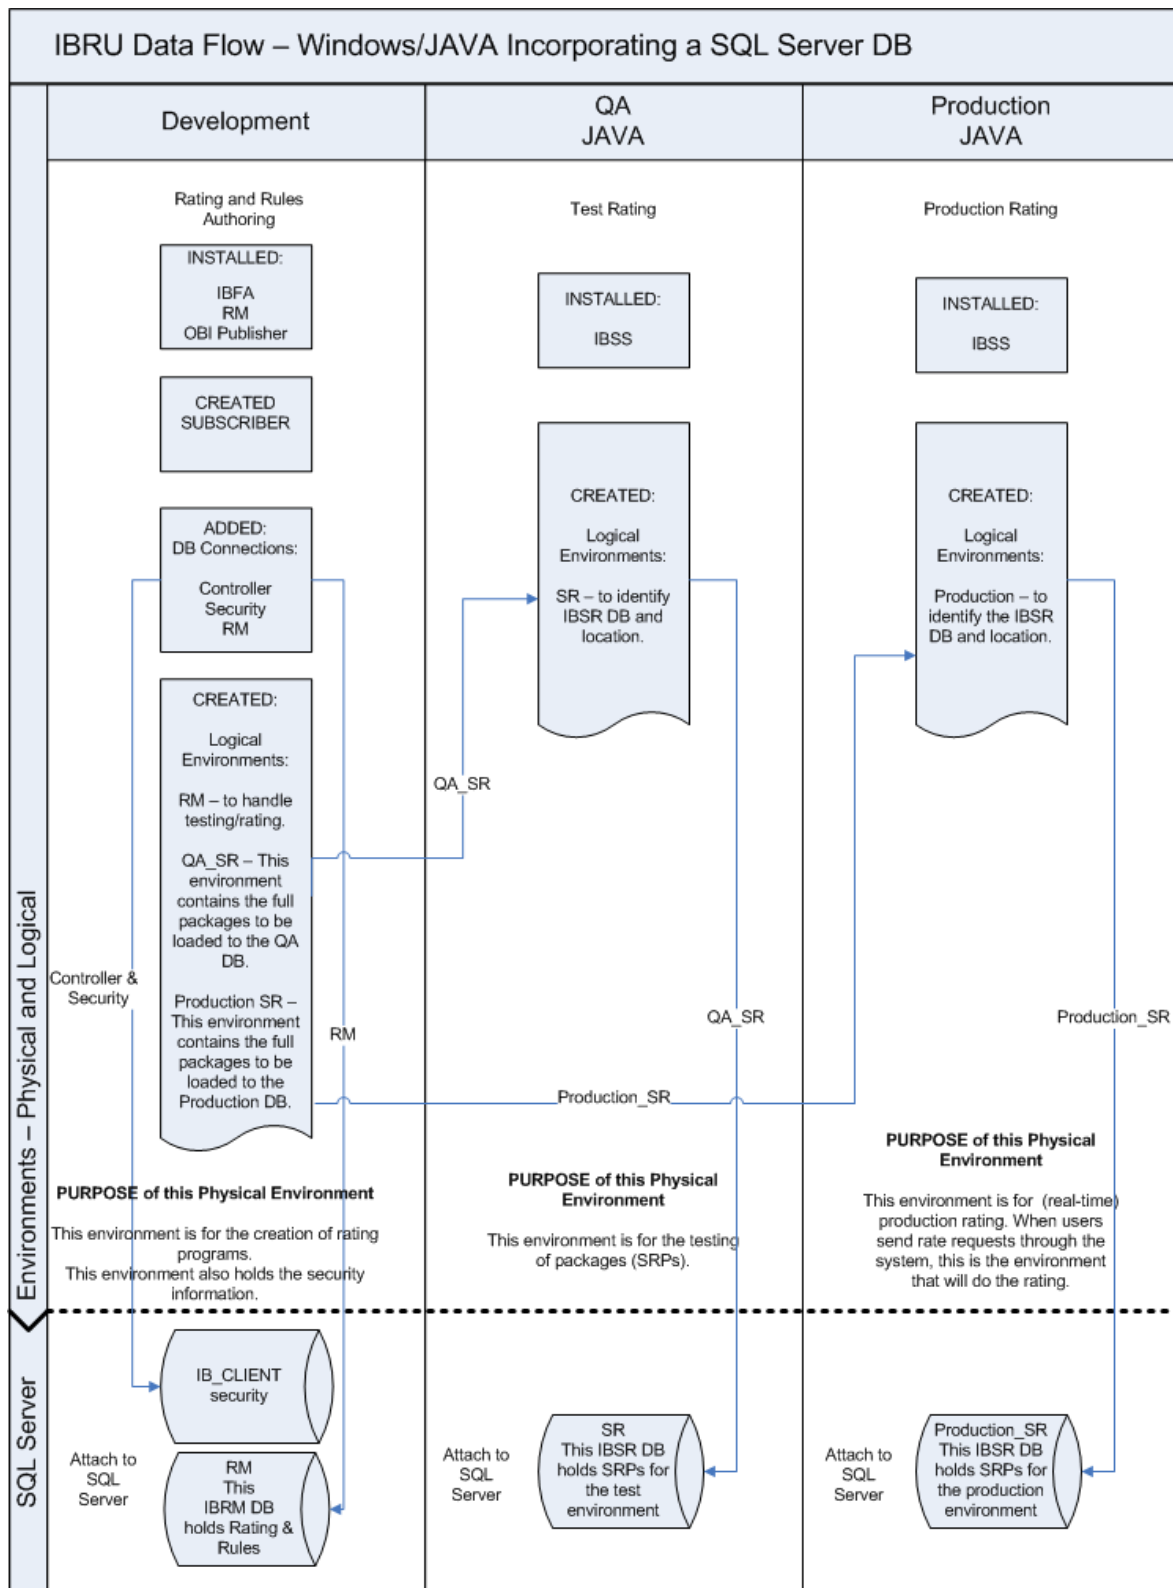 IBRU Data Flow – Windows/JAVA Incorporating a SQL Server DB
Environments – Physical and Logical
SQL Server
Development
Rating and Rules
Authoring
INSTALLED:
IBFA
RM
OBI Publisher
CREATED
SUBSCRIBER
ADDED:
DB Connections:
Controller
Security
RM
CREATED:
Logical
Environments:
RM – to handle
testing/rating.
QA_SR – This
environment
contains the full
packages to be
loaded to the QA
DB.
Production SR –
This environment
contains the full
packages to be
loaded to the
Production DB.
Controller &
Security
RM
PURPOSE of this Physical Environment
This environment is for the creation of rating
programs.
This environment also holds the security
information.
IB_CLIENT
security
Attach to
SQL
Server
RM
This
IBRM DB
holds Rating &
Rules
QA
JAVA
Test Rating
INSTALLED:
IBSS
CREATED:
Logical
Environments:
SR – to identify
IBSR DB and
location.
QA_SR
QA_SR
Production_SR
PURPOSE of this Physical
Environment
This environment is for the testing
of packages (SRPs).
Attach to
SQL
Server
SR
This IBSR DB
holds SRPs for
the test
environment
Production
JAVA
Production Rating
INSTALLED:
IBSS
CREATED:
Logical
Environments:
Production – to
identify the IBSR
DB and location.
Production_SR
PURPOSE of this Physical
Environment
This environment is for (real-time)
production rating. When users
send rate requests through the
system, this is the environment
that will do the rating.
Attach to
SQL
Server
Production_SR
This IBSR DB
holds SRPs for
the production
environment